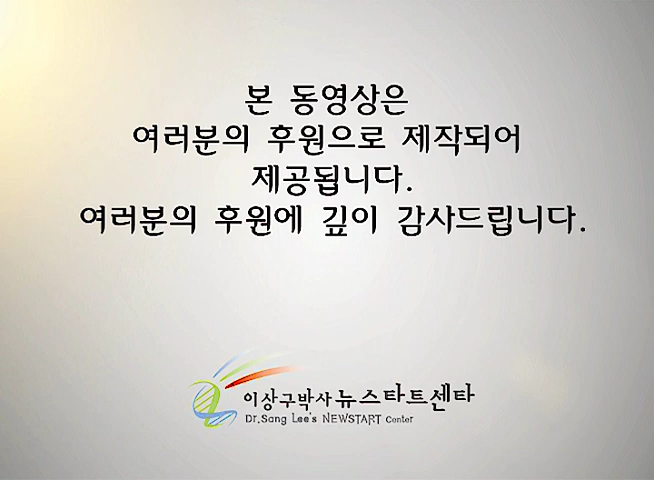 본 동영상은
여러분의 후원으로 제작되어
제공됩니다.
여러분의 후원에 깊이 감사드립니다.
이상구박사 뉴스타트센타
Dr.Sang Lee's NEWSTART Center